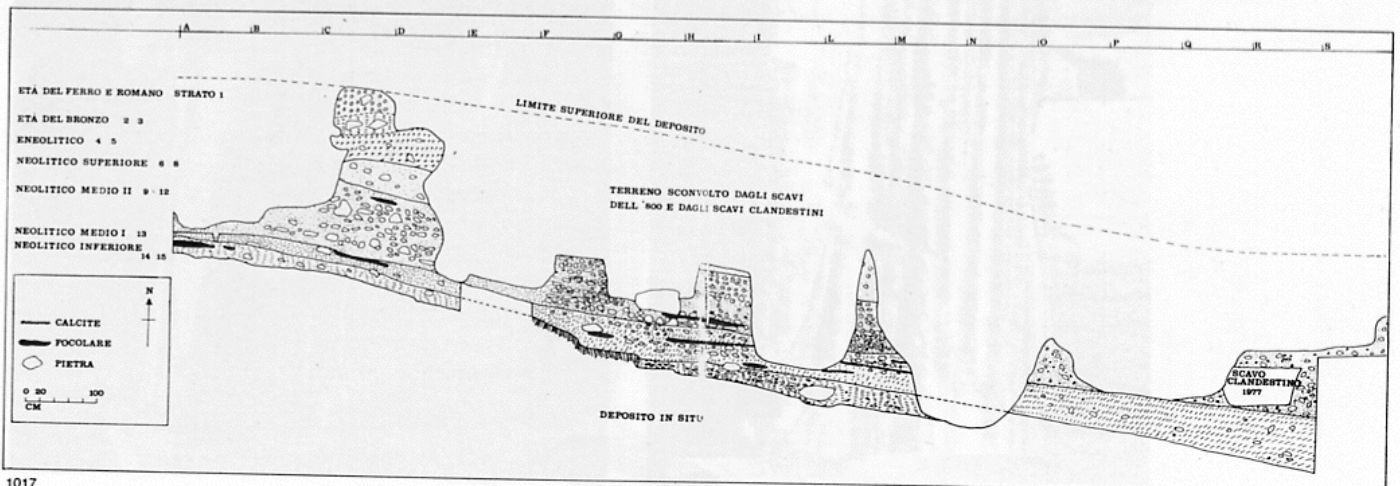 A B C D E F G H I L M N O P Q R S
ETÀ DEL FERRO E ROMANO STRATO 1
ETÀ DEL BRONZO 2 3
ENEOLITICO 4 5
NEOLITICO SUPERIORE 6 8
NEOLITICO MEDIO II 9 - 12
NEOLITICO MEDIO I 13
NEOLITICO INFERIORE
14 15
LIMITE SUPERIORE DEL DEPOSITO
TERRENO SCONVOLTO DAGLI SCAVI
DELL '800 E DAGLI SCAVI CLANDESTINI
N
CALCITE
FOCOLARE
PIETRA
0 20 100
CM
DEPOSITO IN SITU
SCAVO
CLANDESTINO
1977
1017